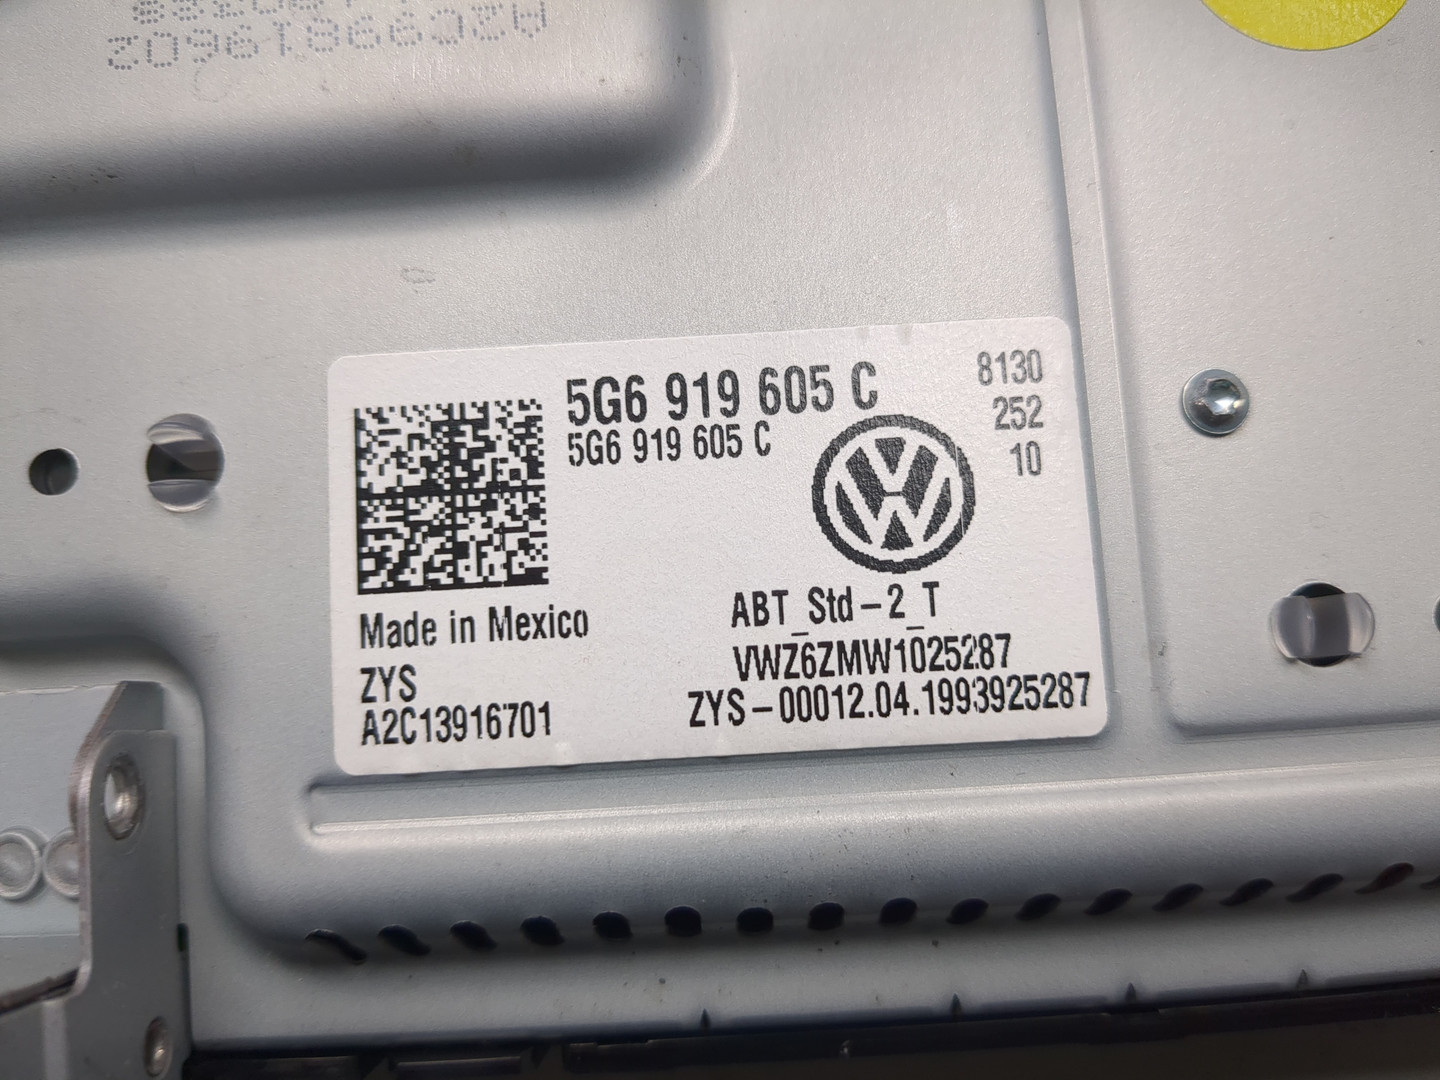 Z0961866028
5G6 919 605 C
5G6 919 605 C
8130
252
10
ABT_Std-2_T
VWZ6ZMW1025287
ZYS-00012.04.1993925287
Made in Mexico
ZYS
A2C13916701